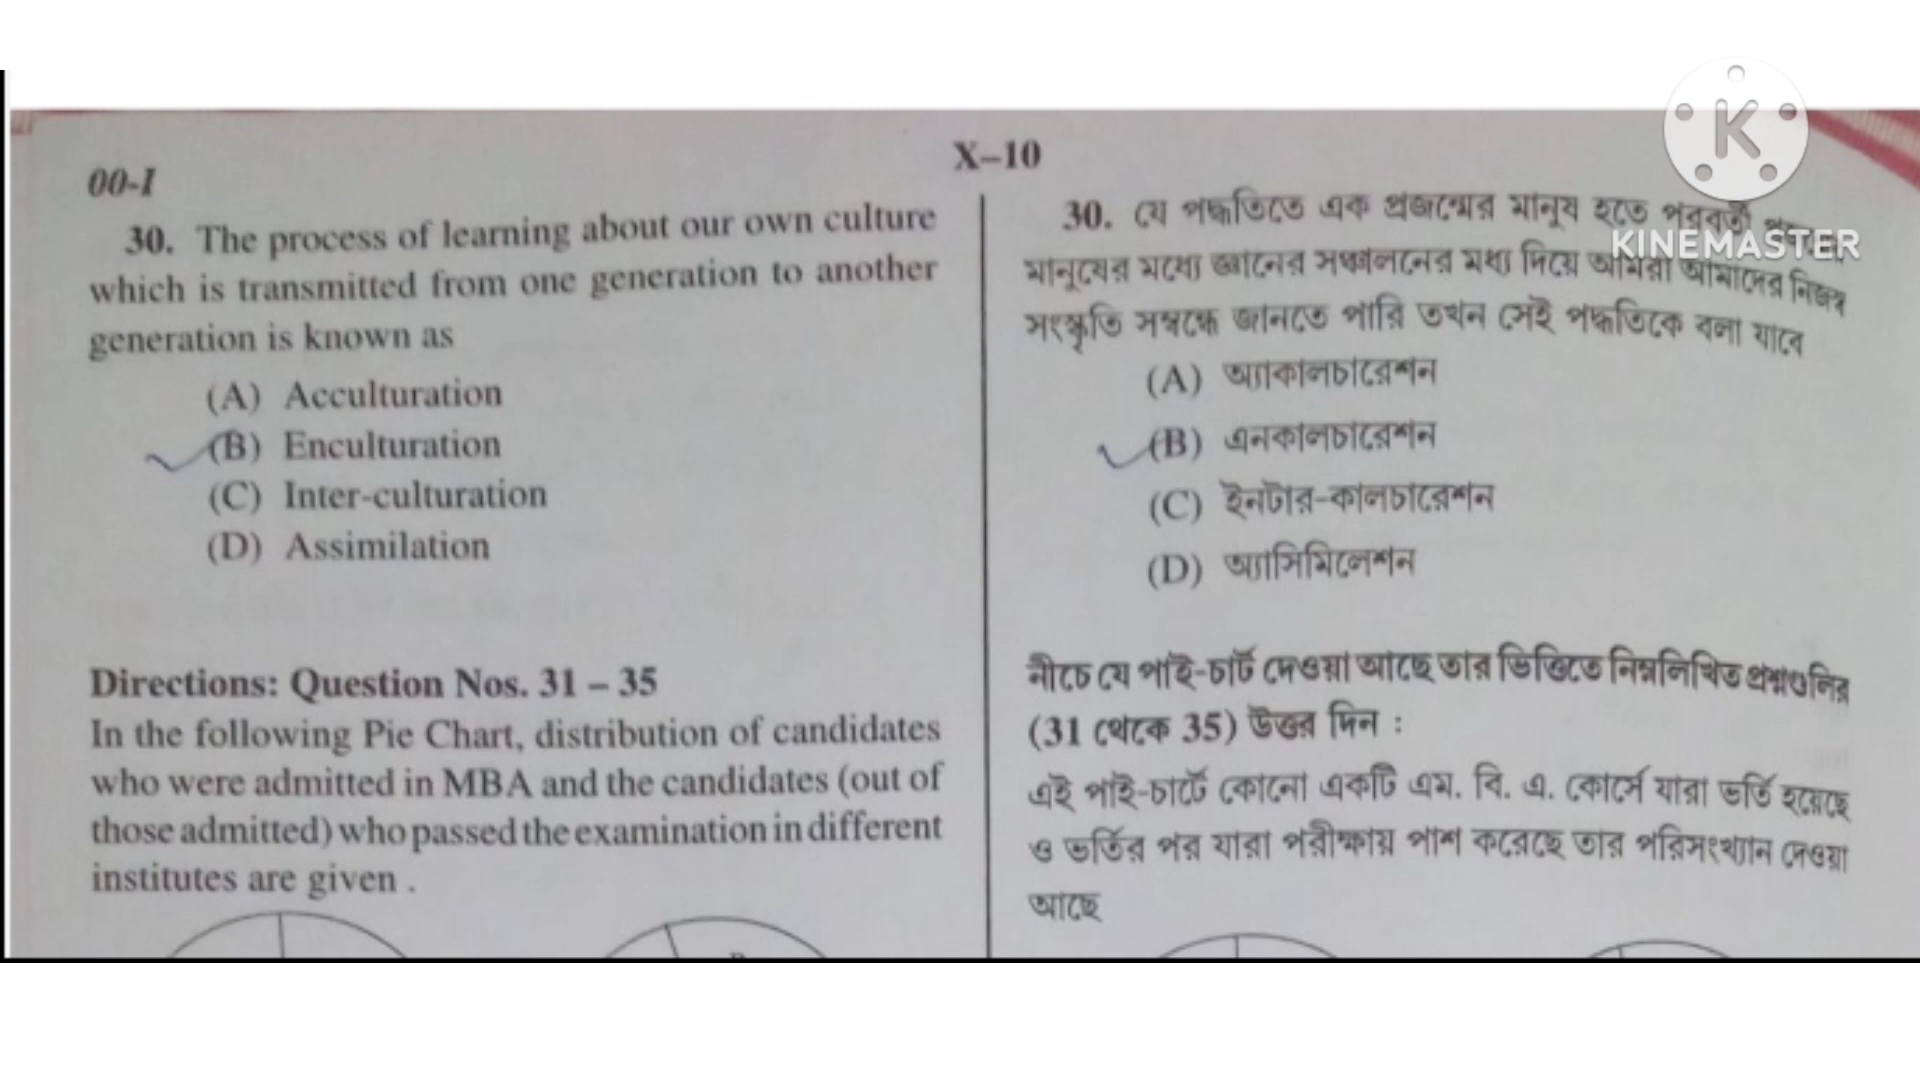 00-I
X–10
30. The process of learning about our own culture
which is transmitted from one generation to another
generation is known as
(A) Acculturation
(B) Enculturation
(C) Inter-culturation
(D) Assimilation
Directions: Question Nos. 31 – 35
In the following Pie Chart, distribution of candidates
who were admitted in MBA and the candidates (out of
those admitted) who passed the examination in different
institutes are given .
30. যে পদ্ধতিতে এক প্রজন্মের মানুষ হতে পরবর্তী
মানুষের মধ্যে জ্ঞানের সঞ্চালনের মধ্য দিয়ে আমরা আমাদের নিজস্ব
সংস্কৃতি সম্বন্ধে জানতে পারি তখন সেই পদ্ধতিকে বলা যাবে
(A) অ্যাকালচারেশন
(B) এনকালচারেশন
(C) ইনটার-কালচারেশন
(D) অ্যাসিমিলেশন
নীচে যে পাই-চার্ট দেওয়া আছে তার ভিত্তিতে নিম্নলিখিত প্রশ্নগুলির
(31 থেকে 35) উত্তর দিন :
এই পাই-চার্টে কোনো একটি এম. বি. এ. কোর্সে যারা ভর্তি হয়েছে
ও ভর্তির পর যারা পরীক্ষায় পাশ করেছে তার পরিসংখ্যান দেওয়া
আছে
K
KINEMASTER